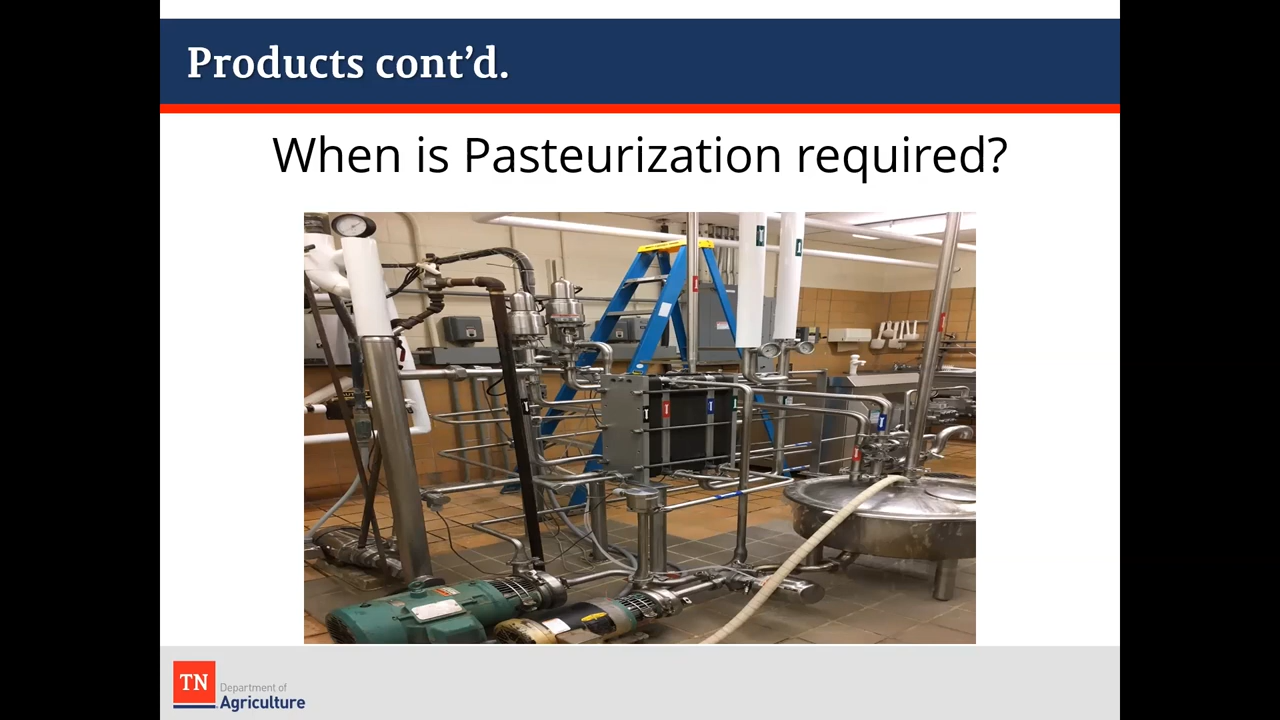 Products cont’d.
When is Pasteurization required?
TN
Department of
Agriculture